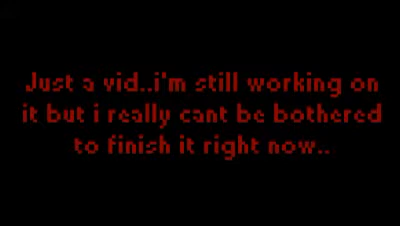 Just a vid..i'm still working on
it but i really cant be bothered
to finish it right now..